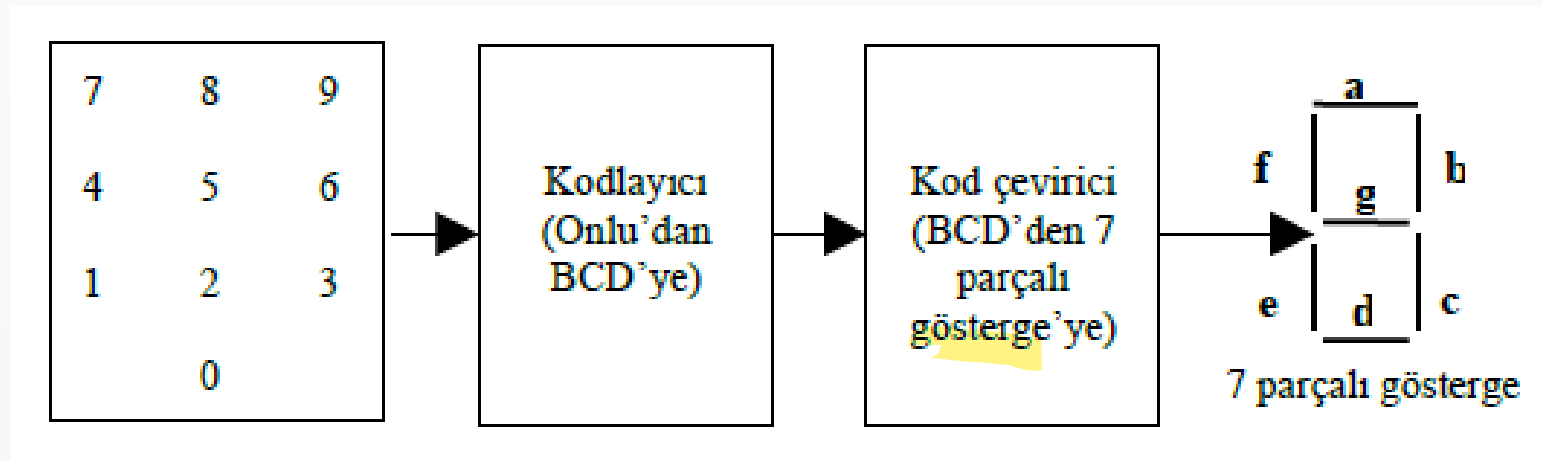 7 8 9
4 5 6
1 2 3
0
Kodlayıcı
(Onlu’dan
BCD’ye)
Kod çevirici
(BCD’den 7
parçalı
gösterge’ye)
a
f b
g
e d c
7 parçalı gösterge